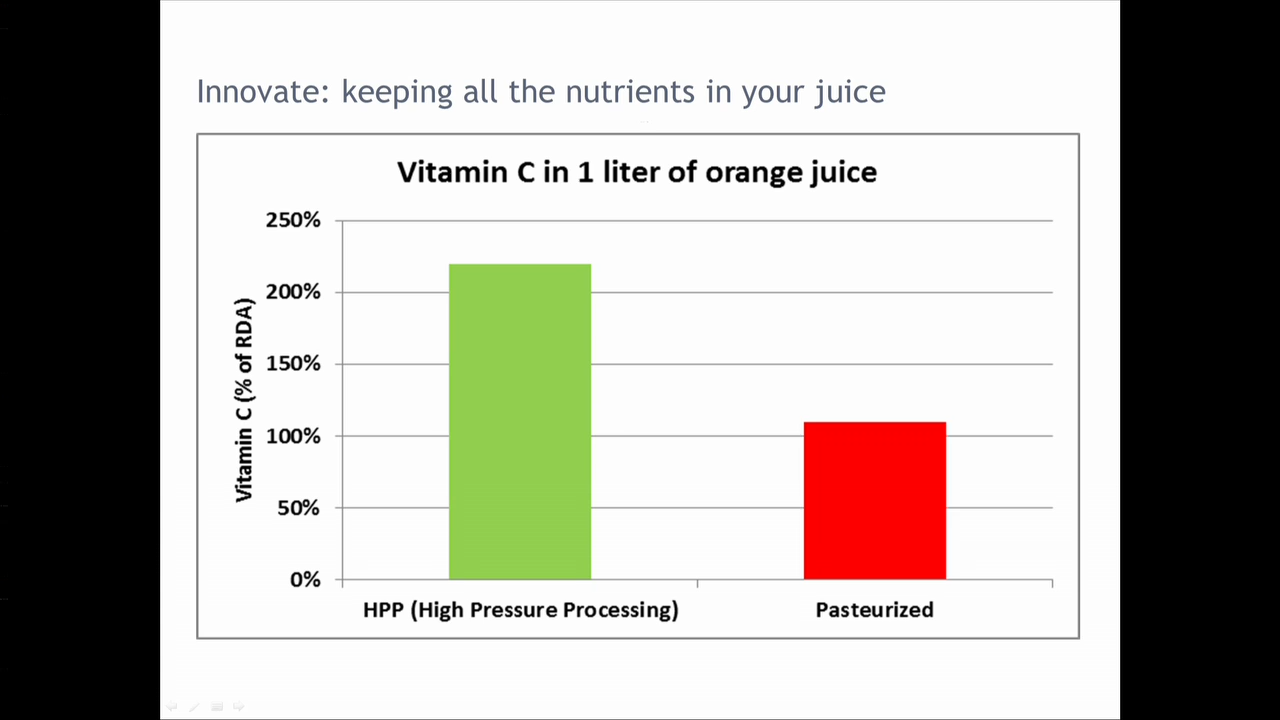 Innovate: keeping all the nutrients in your juice
Vitamin C in 1 liter of orange juice
Vitamin C (% of RDA)
250%
200%
150%
100%
50%
0%
HPP (High Pressure Processing)
Pasteurized